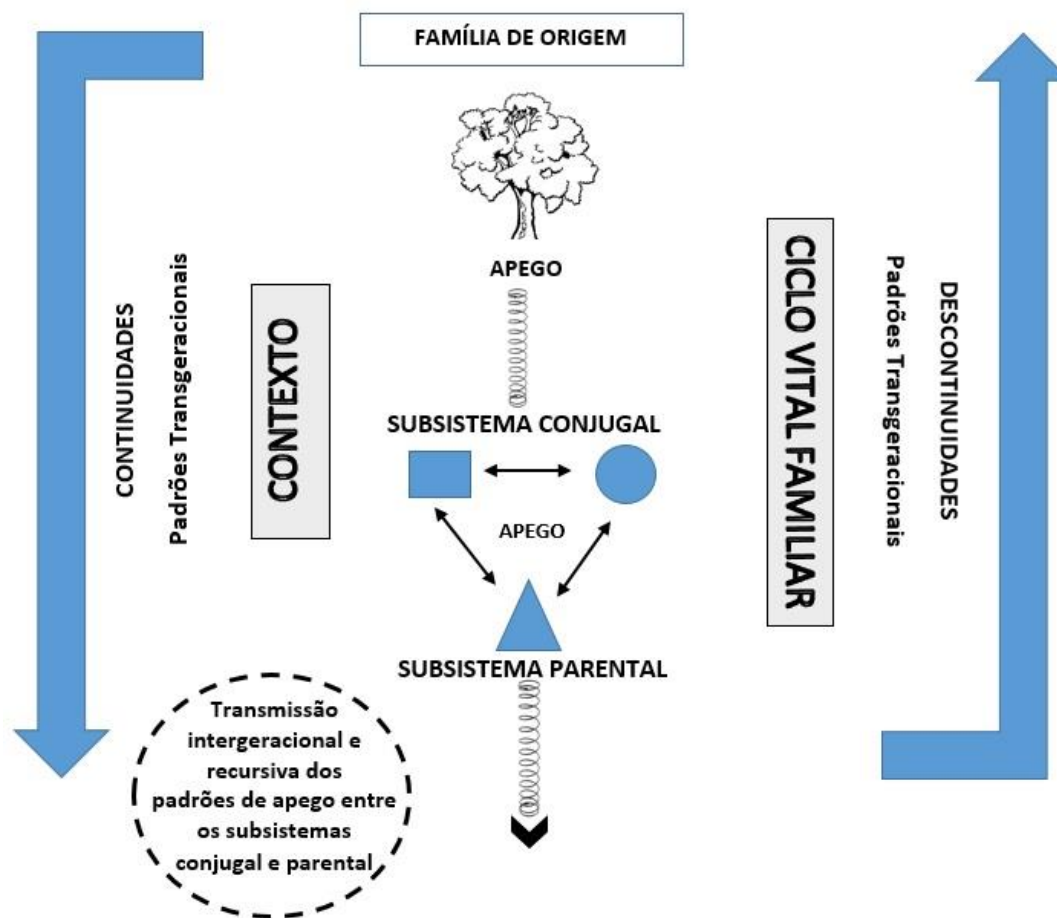 FAMÍLIA DE ORIGEM
APEGO
CONTINUIDADES
Padrões Transgeracionais
CONTEXTO
SUBSISTEMA CONJUGAL
APEGO
SUBSISTEMA PARENTAL
CICLO VITAL FAMILIAR
Padrões Transgeracionais
DESCONTINUIDADES
Transmissão
intergeracional e
recursiva dos
padrões de apego entre
os subsistemas
conjugal e parental